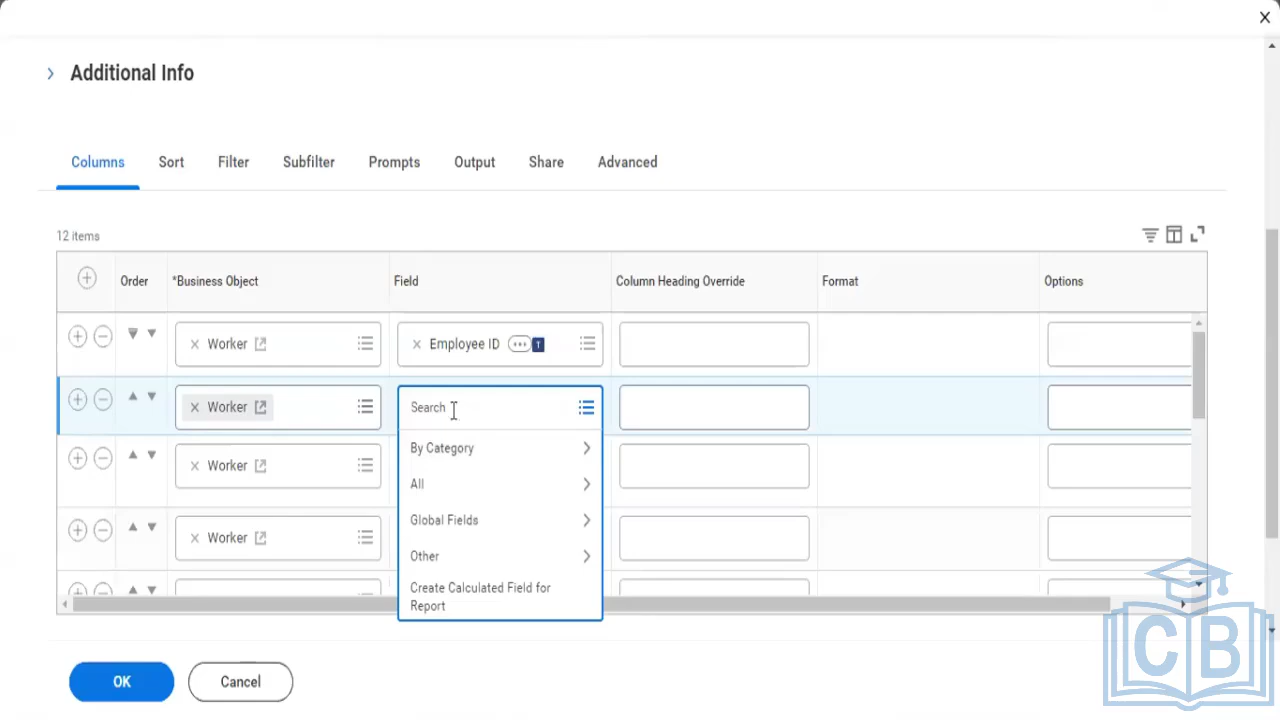 Additional Info
Columns Sort Filter Subfilter Prompts Output Share Advanced
12 items
Order *Business Object Field Column Heading Override Format Options
Worker Employee ID T
Worker Search
By Category
Worker
All
Global Fields
Worker
Other
Create Calculated Field for
Report
OK Cancel
CB